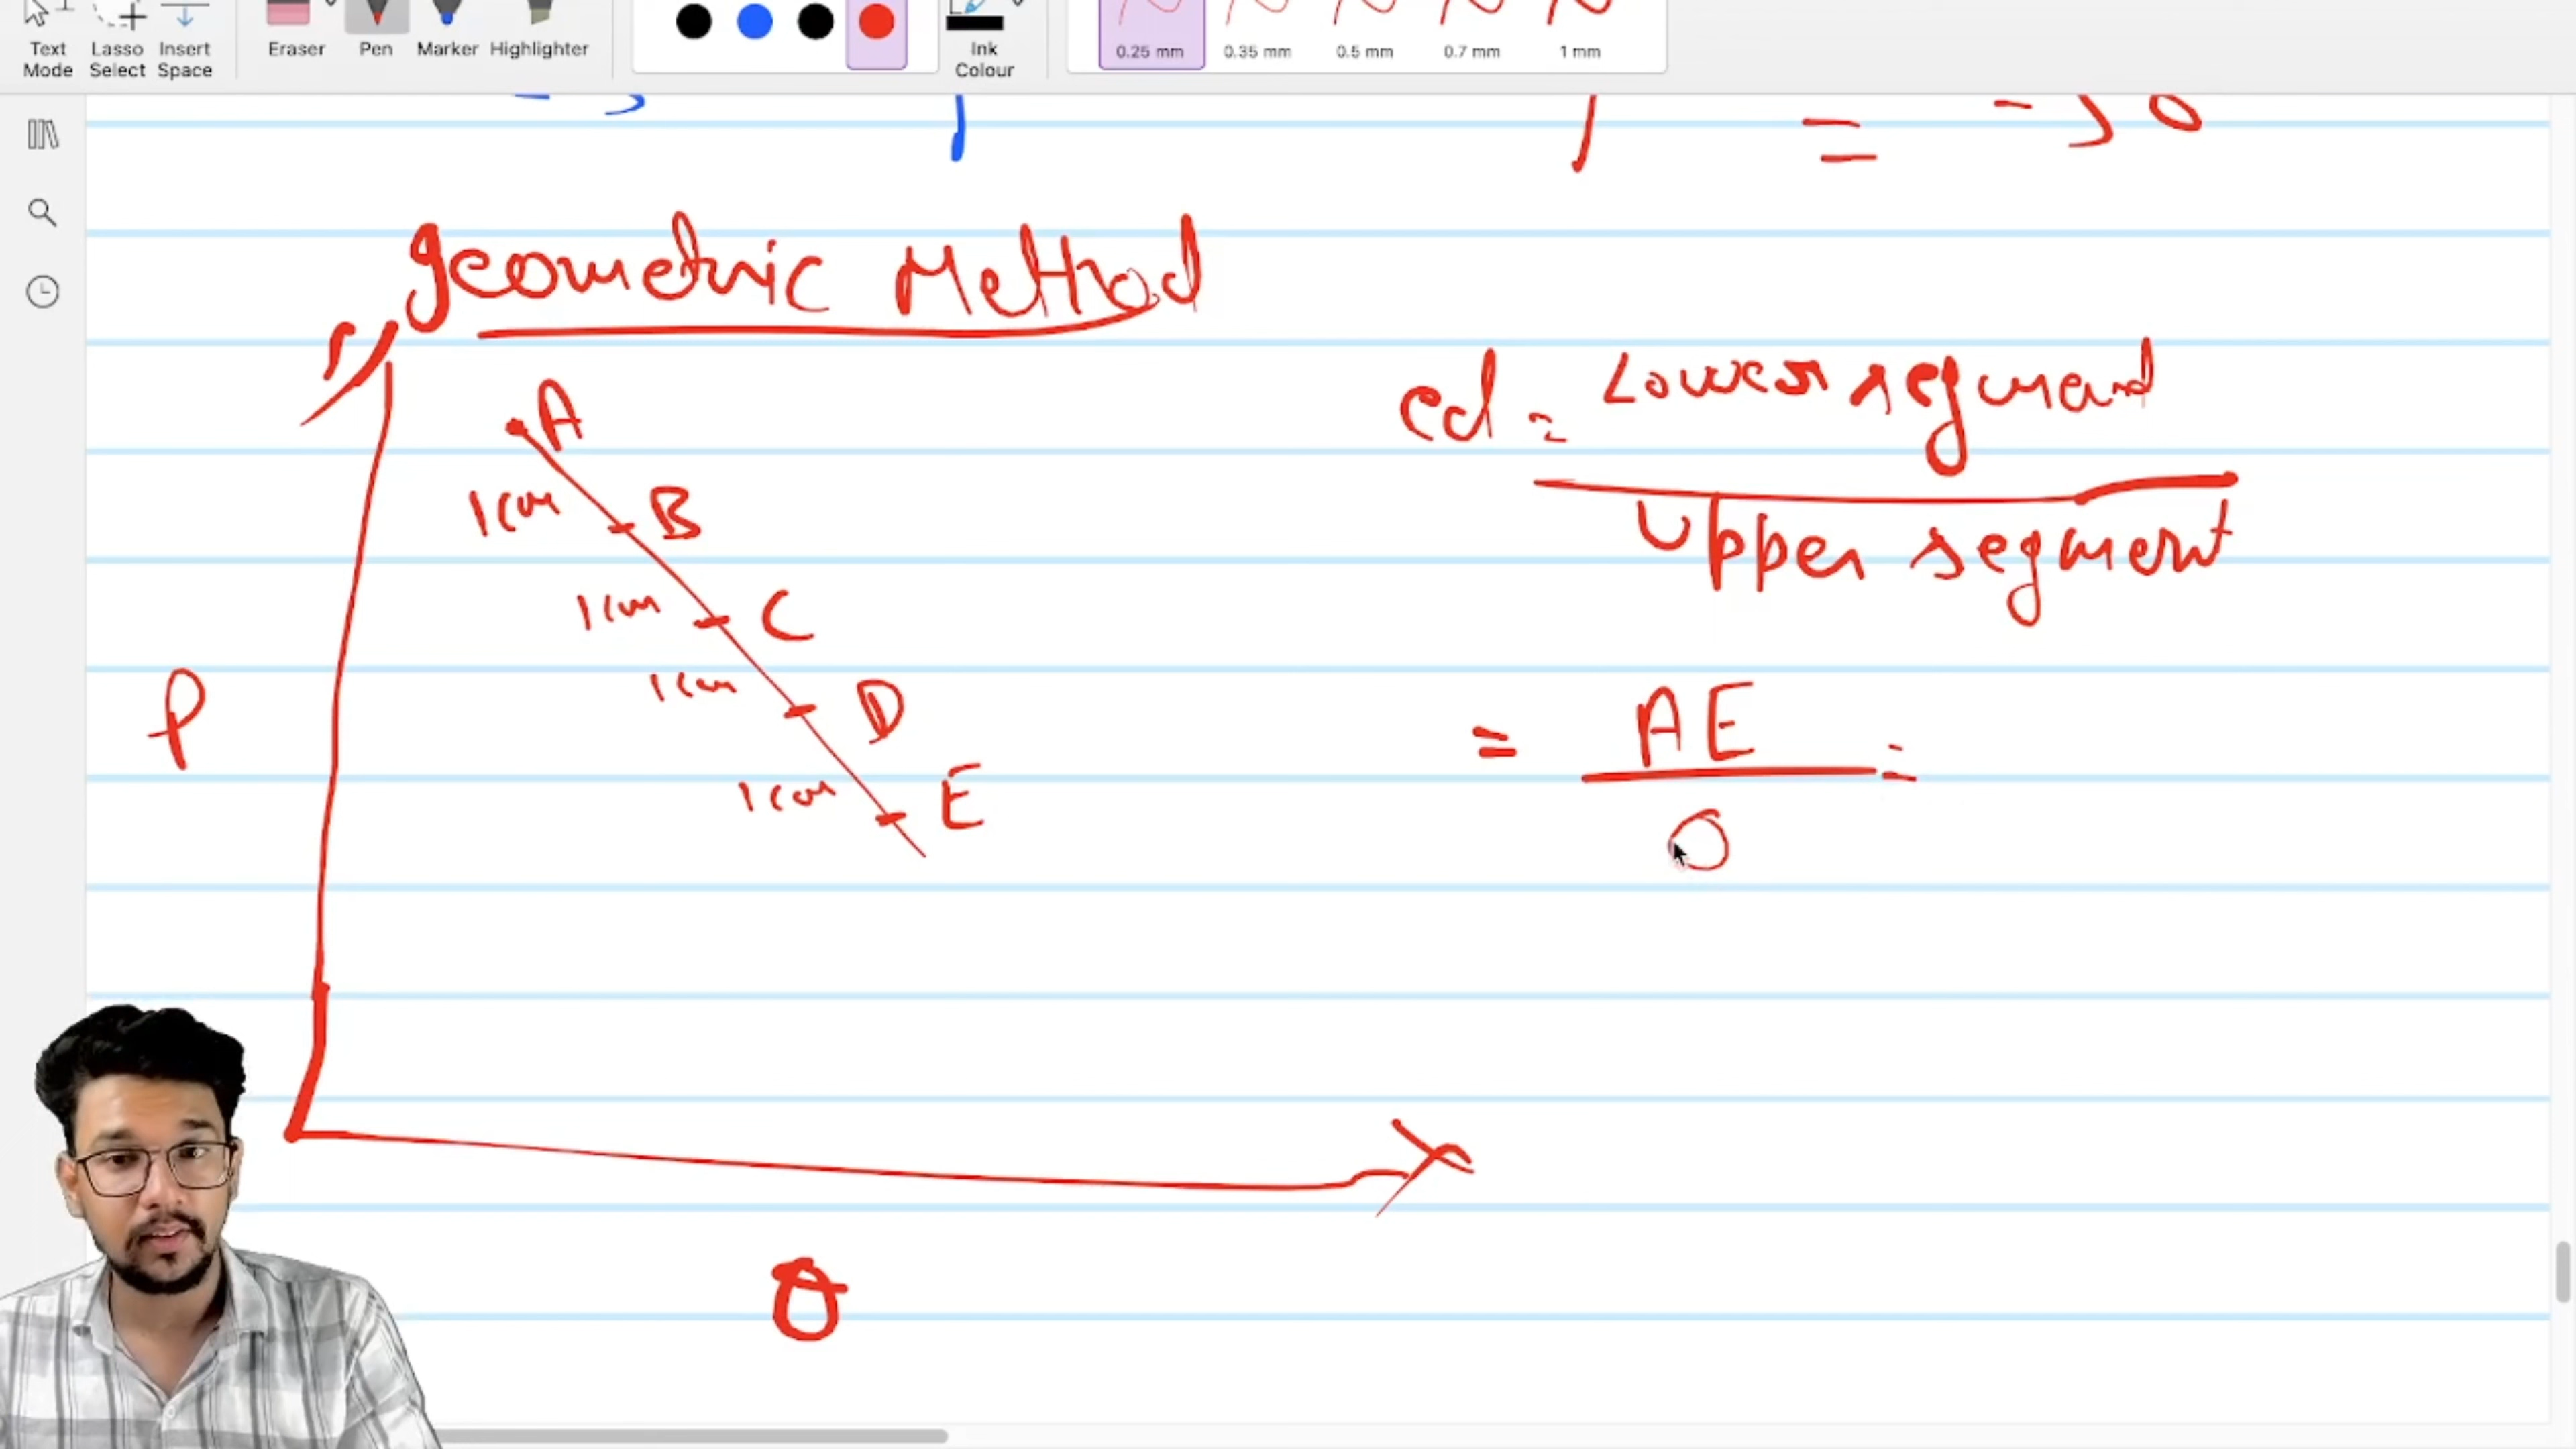 Text Mode
Lasso Select
Insert Space
Eraser
Pen
Marker
Highlighter
Ink Colour
0.25 mm
0.35 mm
0.5 mm
0.7 mm
1 mm
Geometric Method
ed = Lower segment
Upper segment
A
1cm
B
1cm
C
1cm
D
1cm
E
P
= AE =
O
Q